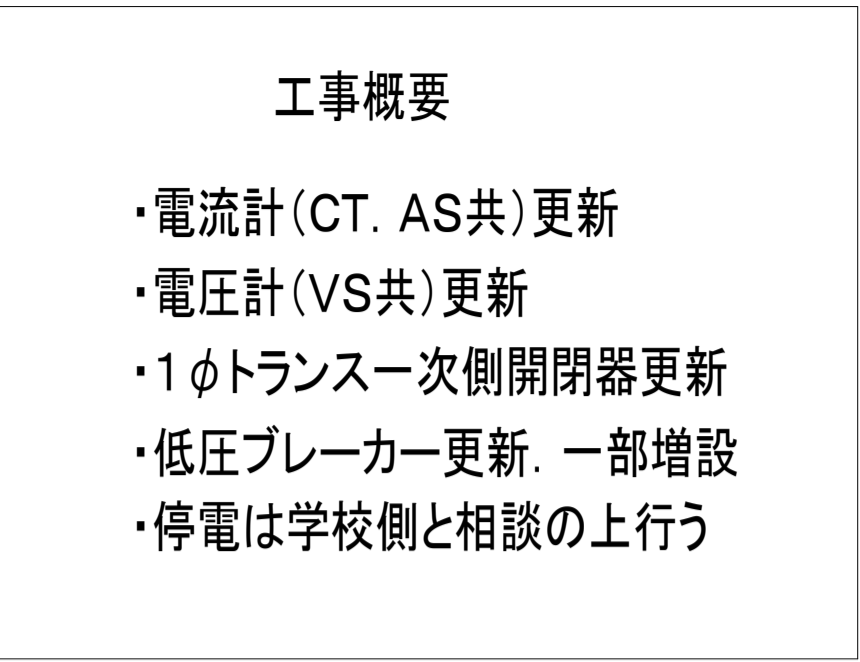 工事概要
・電流計(CT．AS共)更新
・電圧計(VS共)更新
・1φトランス一次側開閉器更新
・低圧ブレーカー更新．一部増設
・停電は学校側と相談の上行う